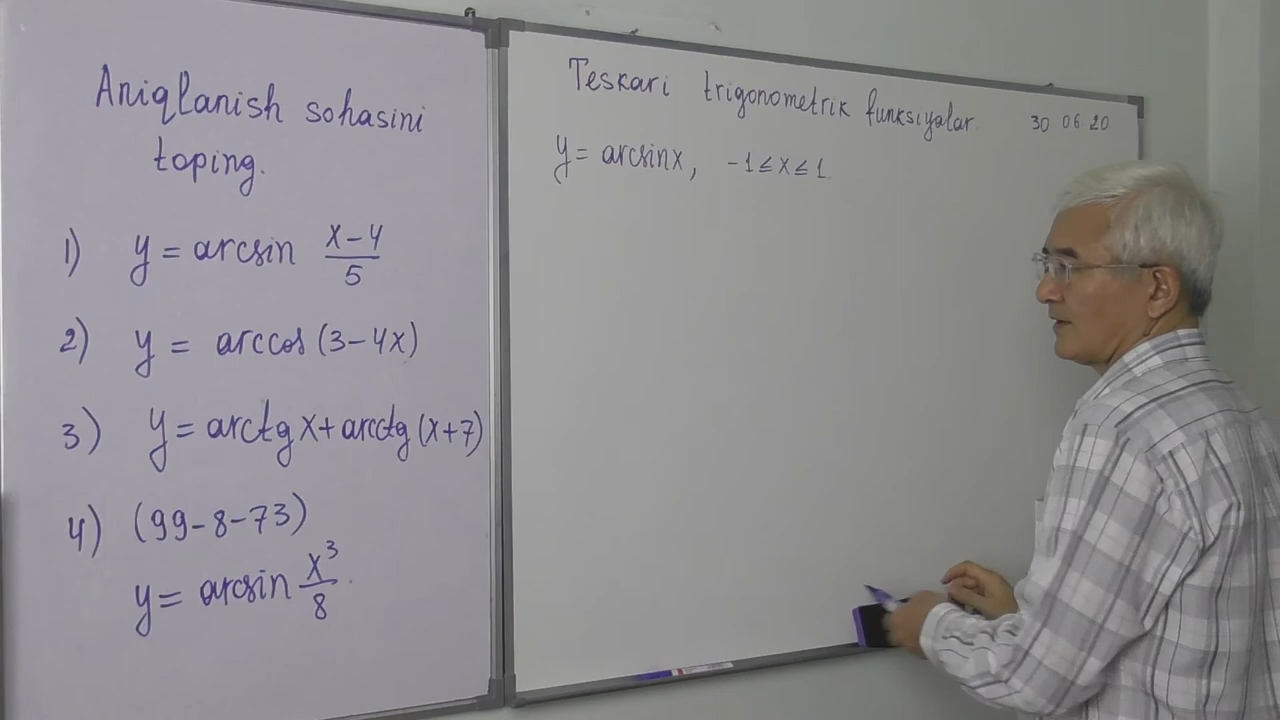 Aniqlanish sohasini
toping.
1) y = arcsin (x-4)/5
2) y = arccos (3-4x)
3) y = arctg x + arcctg (x+7)
4) (99-8-73)
y = arcsin x³/8.
Teskari trigonometrik funksiyalar. 30 06 20
y = arcsinx, -1 ≤ x ≤ 1.